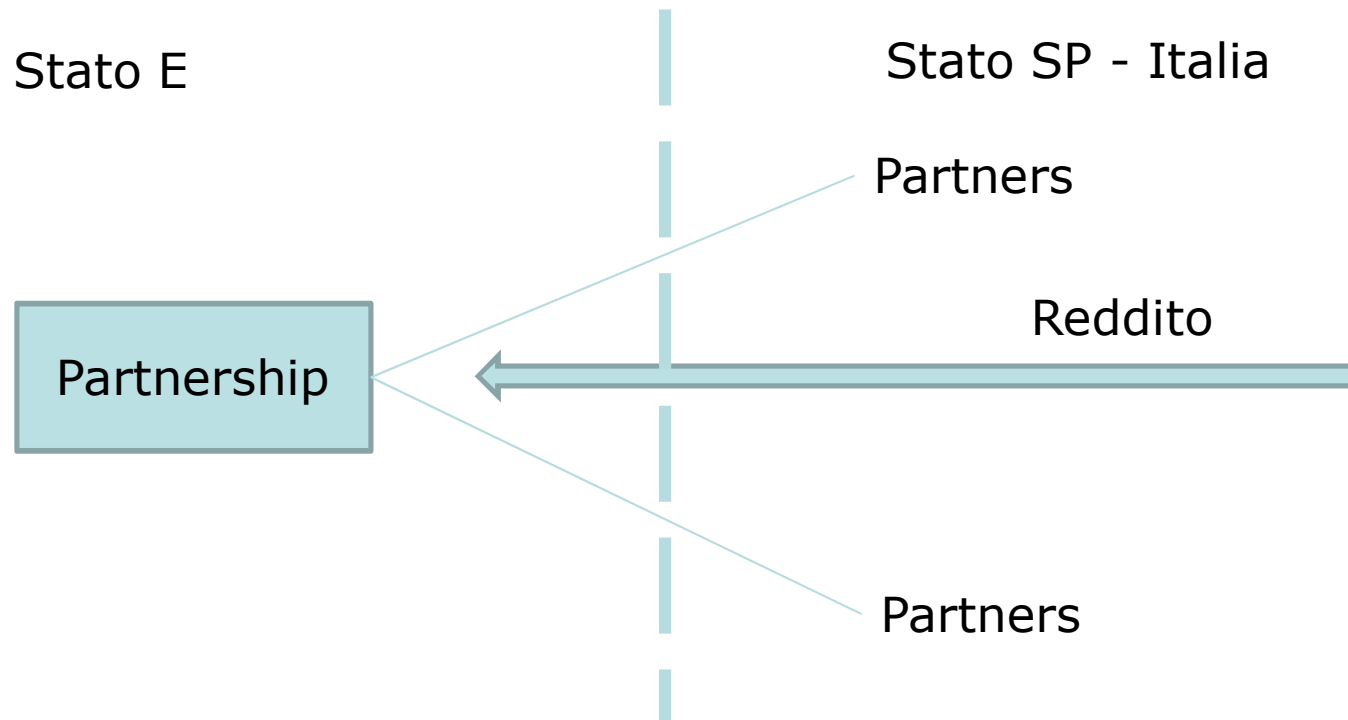 Stato E
Stato SP - Italia
Partners
Reddito
Partnership
Partners